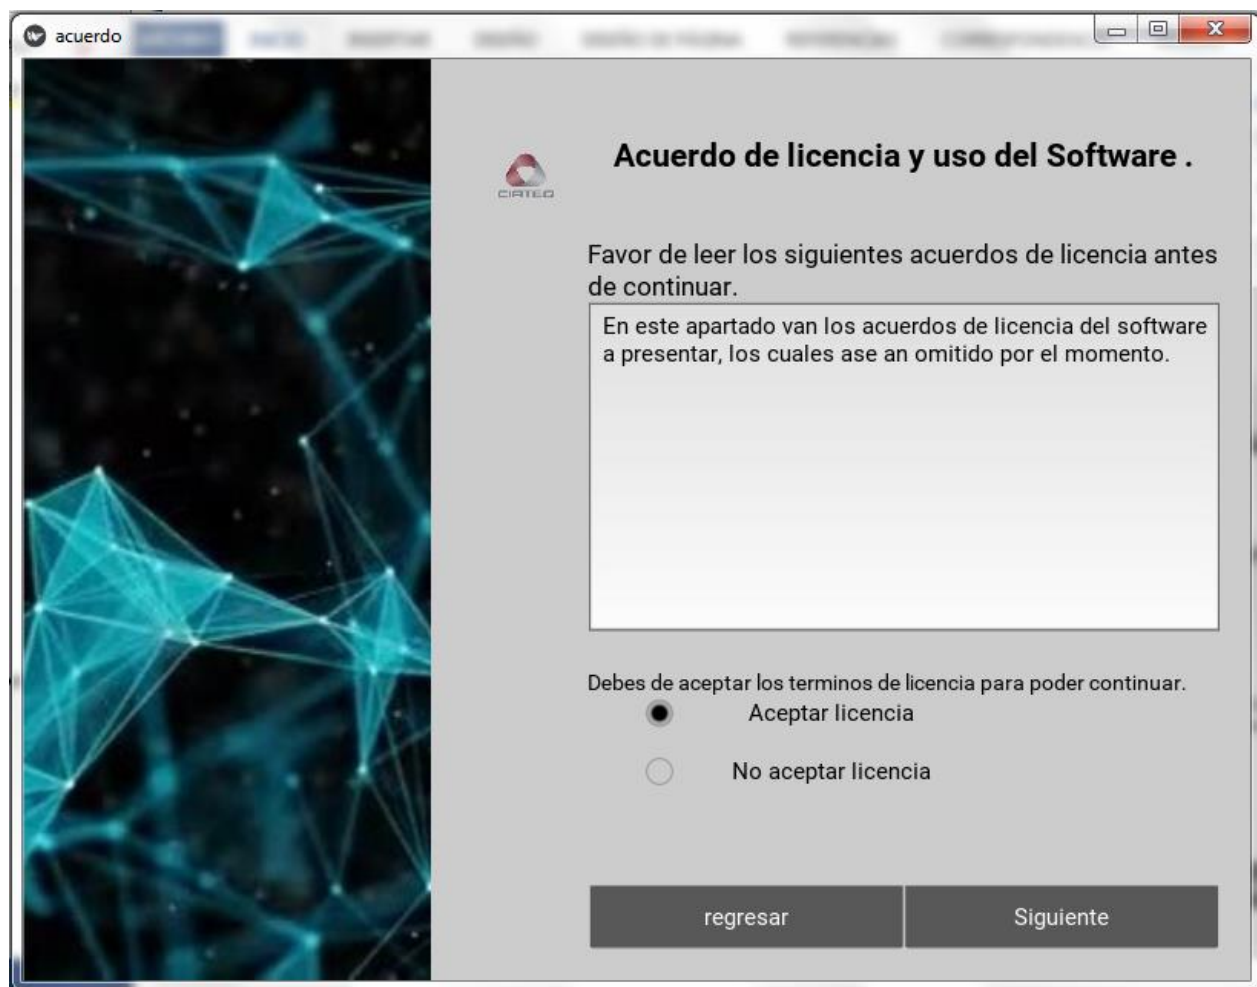 acuerdo
CIATEQ
Acuerdo de licencia y uso del Software .
Favor de leer los siguientes acuerdos de licencia antes
de continuar.
En este apartado van los acuerdos de licencia del software
a presentar, los cuales ase an omitido por el momento.
Debes de aceptar los terminos de licencia para poder continuar.
Aceptar licencia
No aceptar licencia
regresar
Siguiente